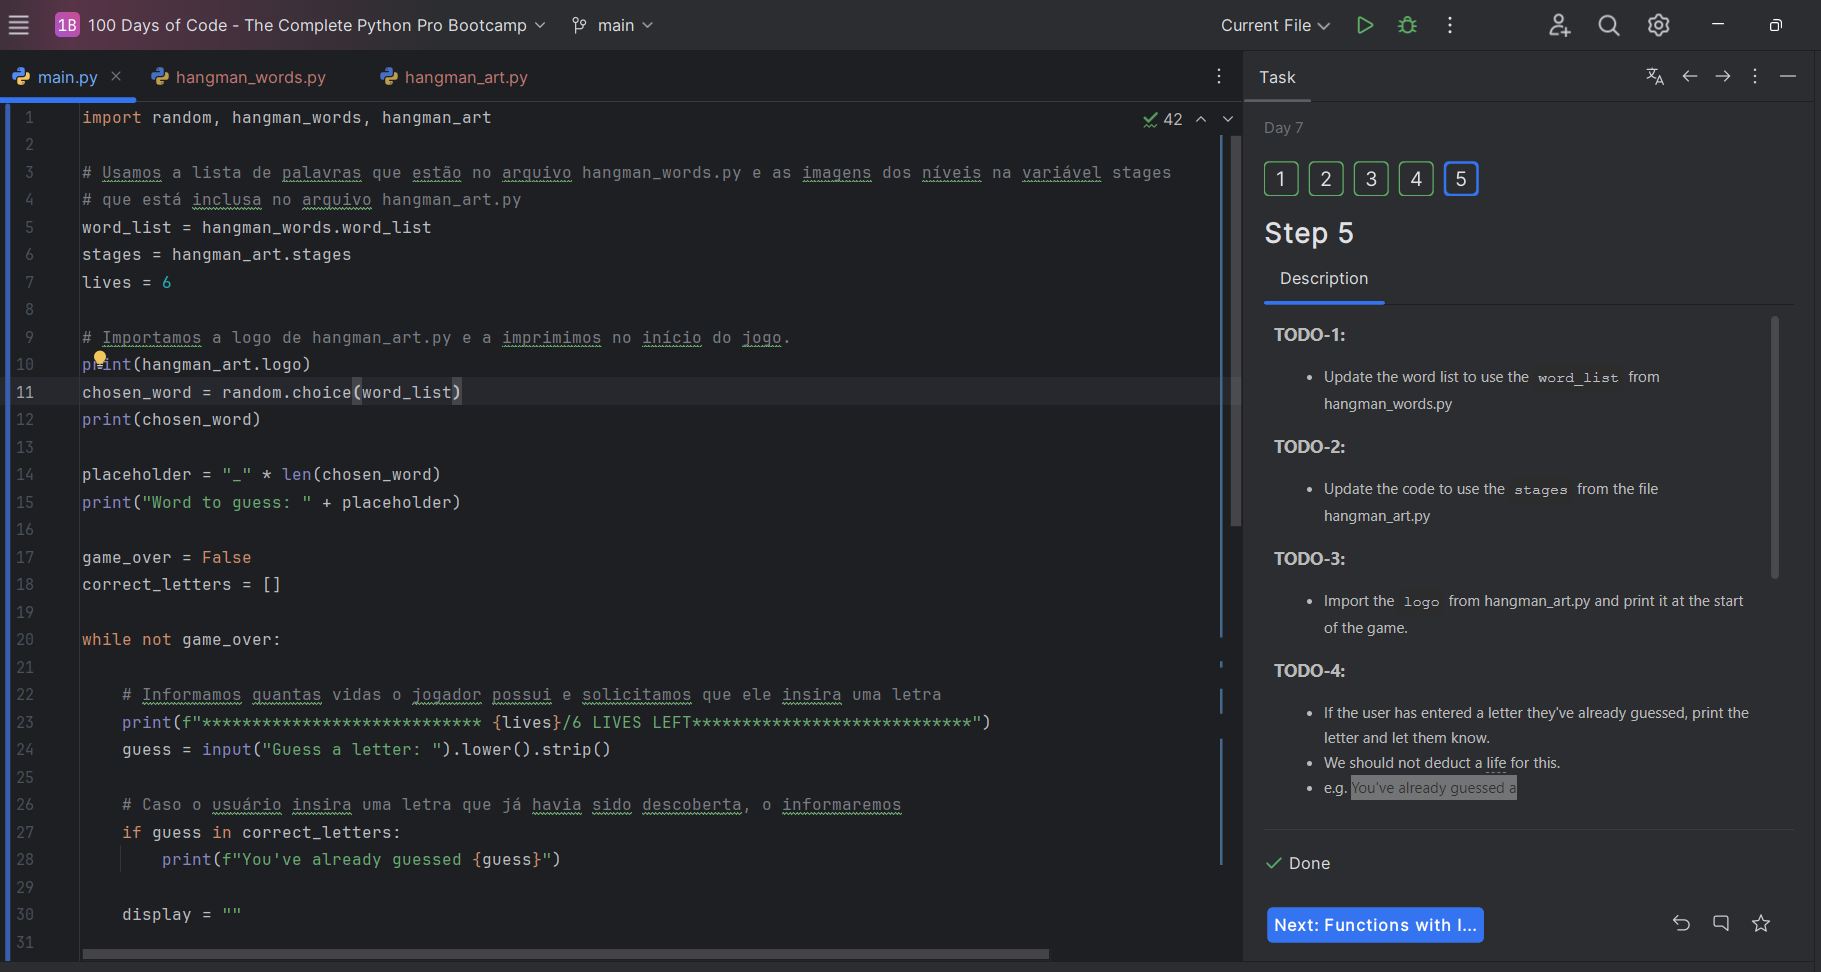 1B 100 Days of Code - The Complete Python Pro Bootcamp main Current File
main.py hangman_words.py hangman_art.py
42
1 import random, hangman_words, hangman_art
2
3 # Usamos a lista de palavras que estão no arquivo hangman_words.py e as imagens dos níveis na variável stages
4 # que está inclusa no arquivo hangman_art.py
5 word_list = hangman_words.word_list
6 stages = hangman_art.stages
7 lives = 6
8
9 # Importamos a logo de hangman_art.py e a imprimimos no início do jogo.
10 print(hangman_art.logo)
11 chosen_word = random.choice(word_list)
12 print(chosen_word)
13
14 placeholder = "_" * len(chosen_word)
15 print("Word to guess: " + placeholder)
16
17 game_over = False
18 correct_letters = []
19
20 while not game_over:
21
22 # Informamos quantas vidas o jogador possui e solicitamos que ele insira uma letra
23 print(f"**************************** {lives}/6 LIVES LEFT****************************")
24 guess = input("Guess a letter: ").lower().strip()
25
26 # Caso o usuário insira uma letra que já havia sido descoberta, o informaremos
27 if guess in correct_letters:
28 print(f"You've already guessed {guess}")
29
30 display = ""
31
Task
Day 7
1 2 3 4 5
Step 5
Description
TODO-1:
• Update the word list to use the word_list from
hangman_words.py
TODO-2:
• Update the code to use the stages from the file
hangman_art.py
TODO-3:
• Import the logo from hangman_art.py and print it at the start
of the game.
TODO-4:
• If the user has entered a letter they've already guessed, print the
letter and let them know.
• We should not deduct a life for this.
• e.g. You've already guessed a
Done
Next: Functions with I...